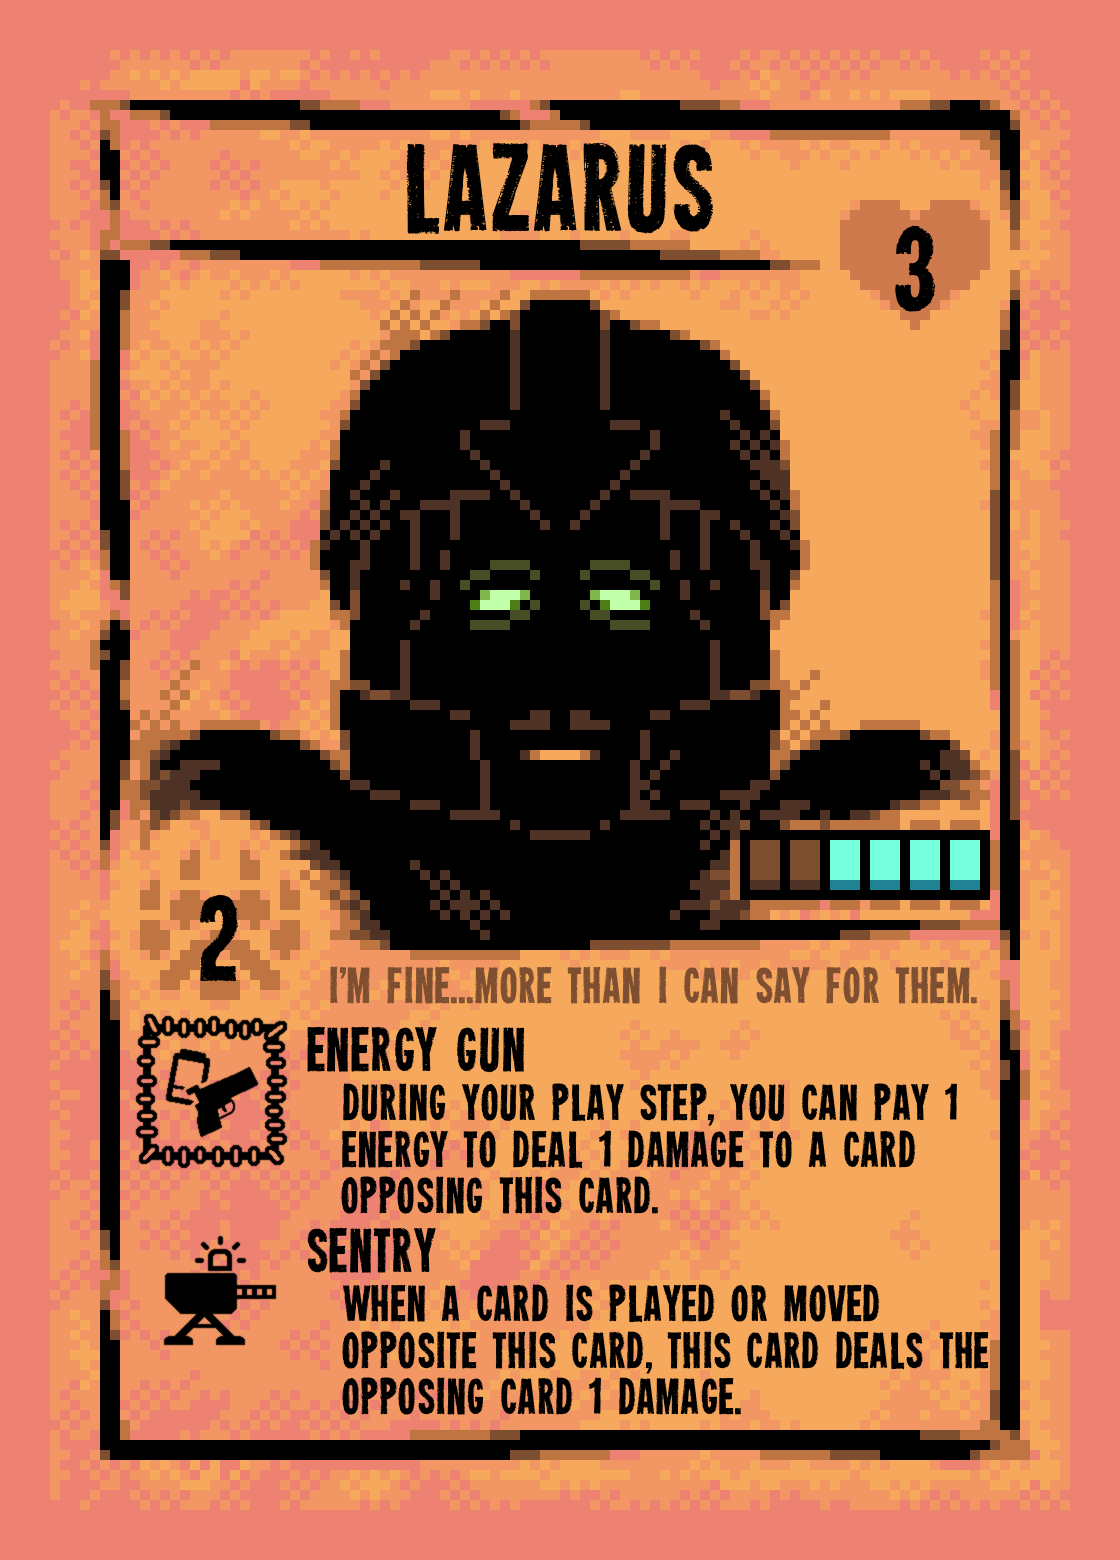 LAZARUS
3
2
I'M FINE...MORE THAN I CAN SAY FOR THEM.
ENERGY GUN
DURING YOUR PLAY STEP, YOU CAN PAY 1
ENERGY TO DEAL 1 DAMAGE TO A CARD
OPPOSING THIS CARD.
SENTRY
WHEN A CARD IS PLAYED OR MOVED
OPPOSITE THIS CARD, THIS CARD DEALS THE
OPPOSING CARD 1 DAMAGE.